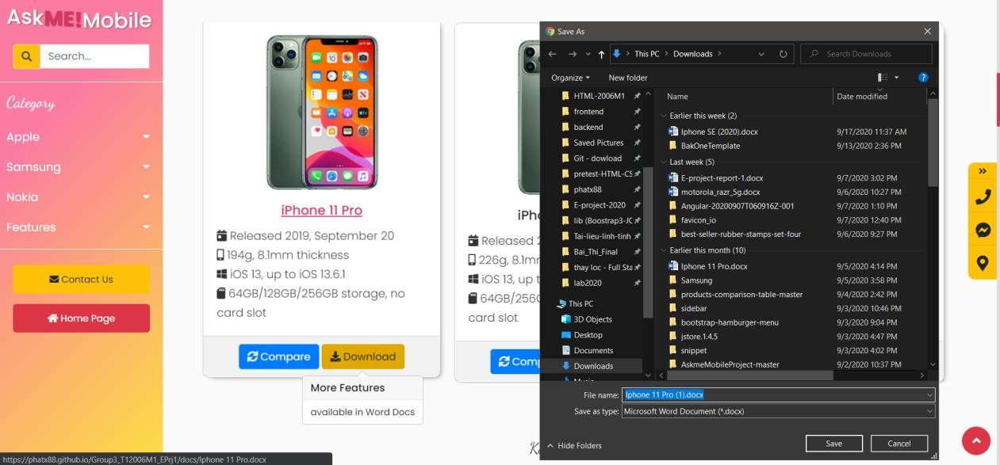 AskME!Mobile
Search...
Category
Apple
Samsung
Nokia
Features
Contact Us
Home Page
iPhone 11 Pro
Released 2019, September 20
194g, 8.1mm thickness
iOS 13, up to iOS 13.6.1
64GB/128GB/256GB storage, no
card slot
Compare
Download
More Features
available in Word Docs
iPh
Released 2
226g, 8.1mr
iOS 13, up t
64GB/256G
card slot
Comp
Save As
This PC
Downloads
Search Downloads
Organize
New folder
HTML-2006M1
frontend
backend
Saved Pictures
Git - dowload
pretest-HTML-CS
phatx88
E-project-2020
lib (Boostrap3-JC
Tai-lieu-linh-tinh
Bai_Thi_Final
thay loc - Full Sta
lab2020
This PC
3D Objects
Desktop
Documents
Downloads
Name
Date modified
Earlier this week (2)
Iphone SE (2020).docx 9/17/2020 11:37 AM
BakOneTemplate 9/13/2020 2:36 PM
Last week (5)
E-project-report-1.docx 9/7/2020 3:02 PM
motorola_razr_5g.docx 9/6/2020 10:27 PM
Angular-20200907T060916Z-001 9/7/2020 1:10 PM
favicon_io 9/7/2020 12:40 PM
best-seller-rubber-stamps-set-four 9/6/2020 9:27 PM
Earlier this month (10)
Iphone 11 Pro.docx 9/5/2020 4:14 PM
Samsung 9/5/2020 3:58 PM
products-comparison-table-master 9/4/2020 2:42 PM
sidebar 9/3/2020 10:46 PM
bootstrap-hamburger-menu 9/3/2020 9:04 PM
jstore.1.4.5 9/3/2020 4:47 PM
snippet 9/3/2020 4:02 PM
AskmeMobileProject-master 9/2/2020 10:37 PM
File name: Iphone 11 Pro (1).docx
Save as type: Microsoft Word Document (*.docx)
Hide Folders
Save
Cancel
https://phatx88.github.io/Group3_T12006M1_EPrj1/docs/Iphone 11 Pro.docx